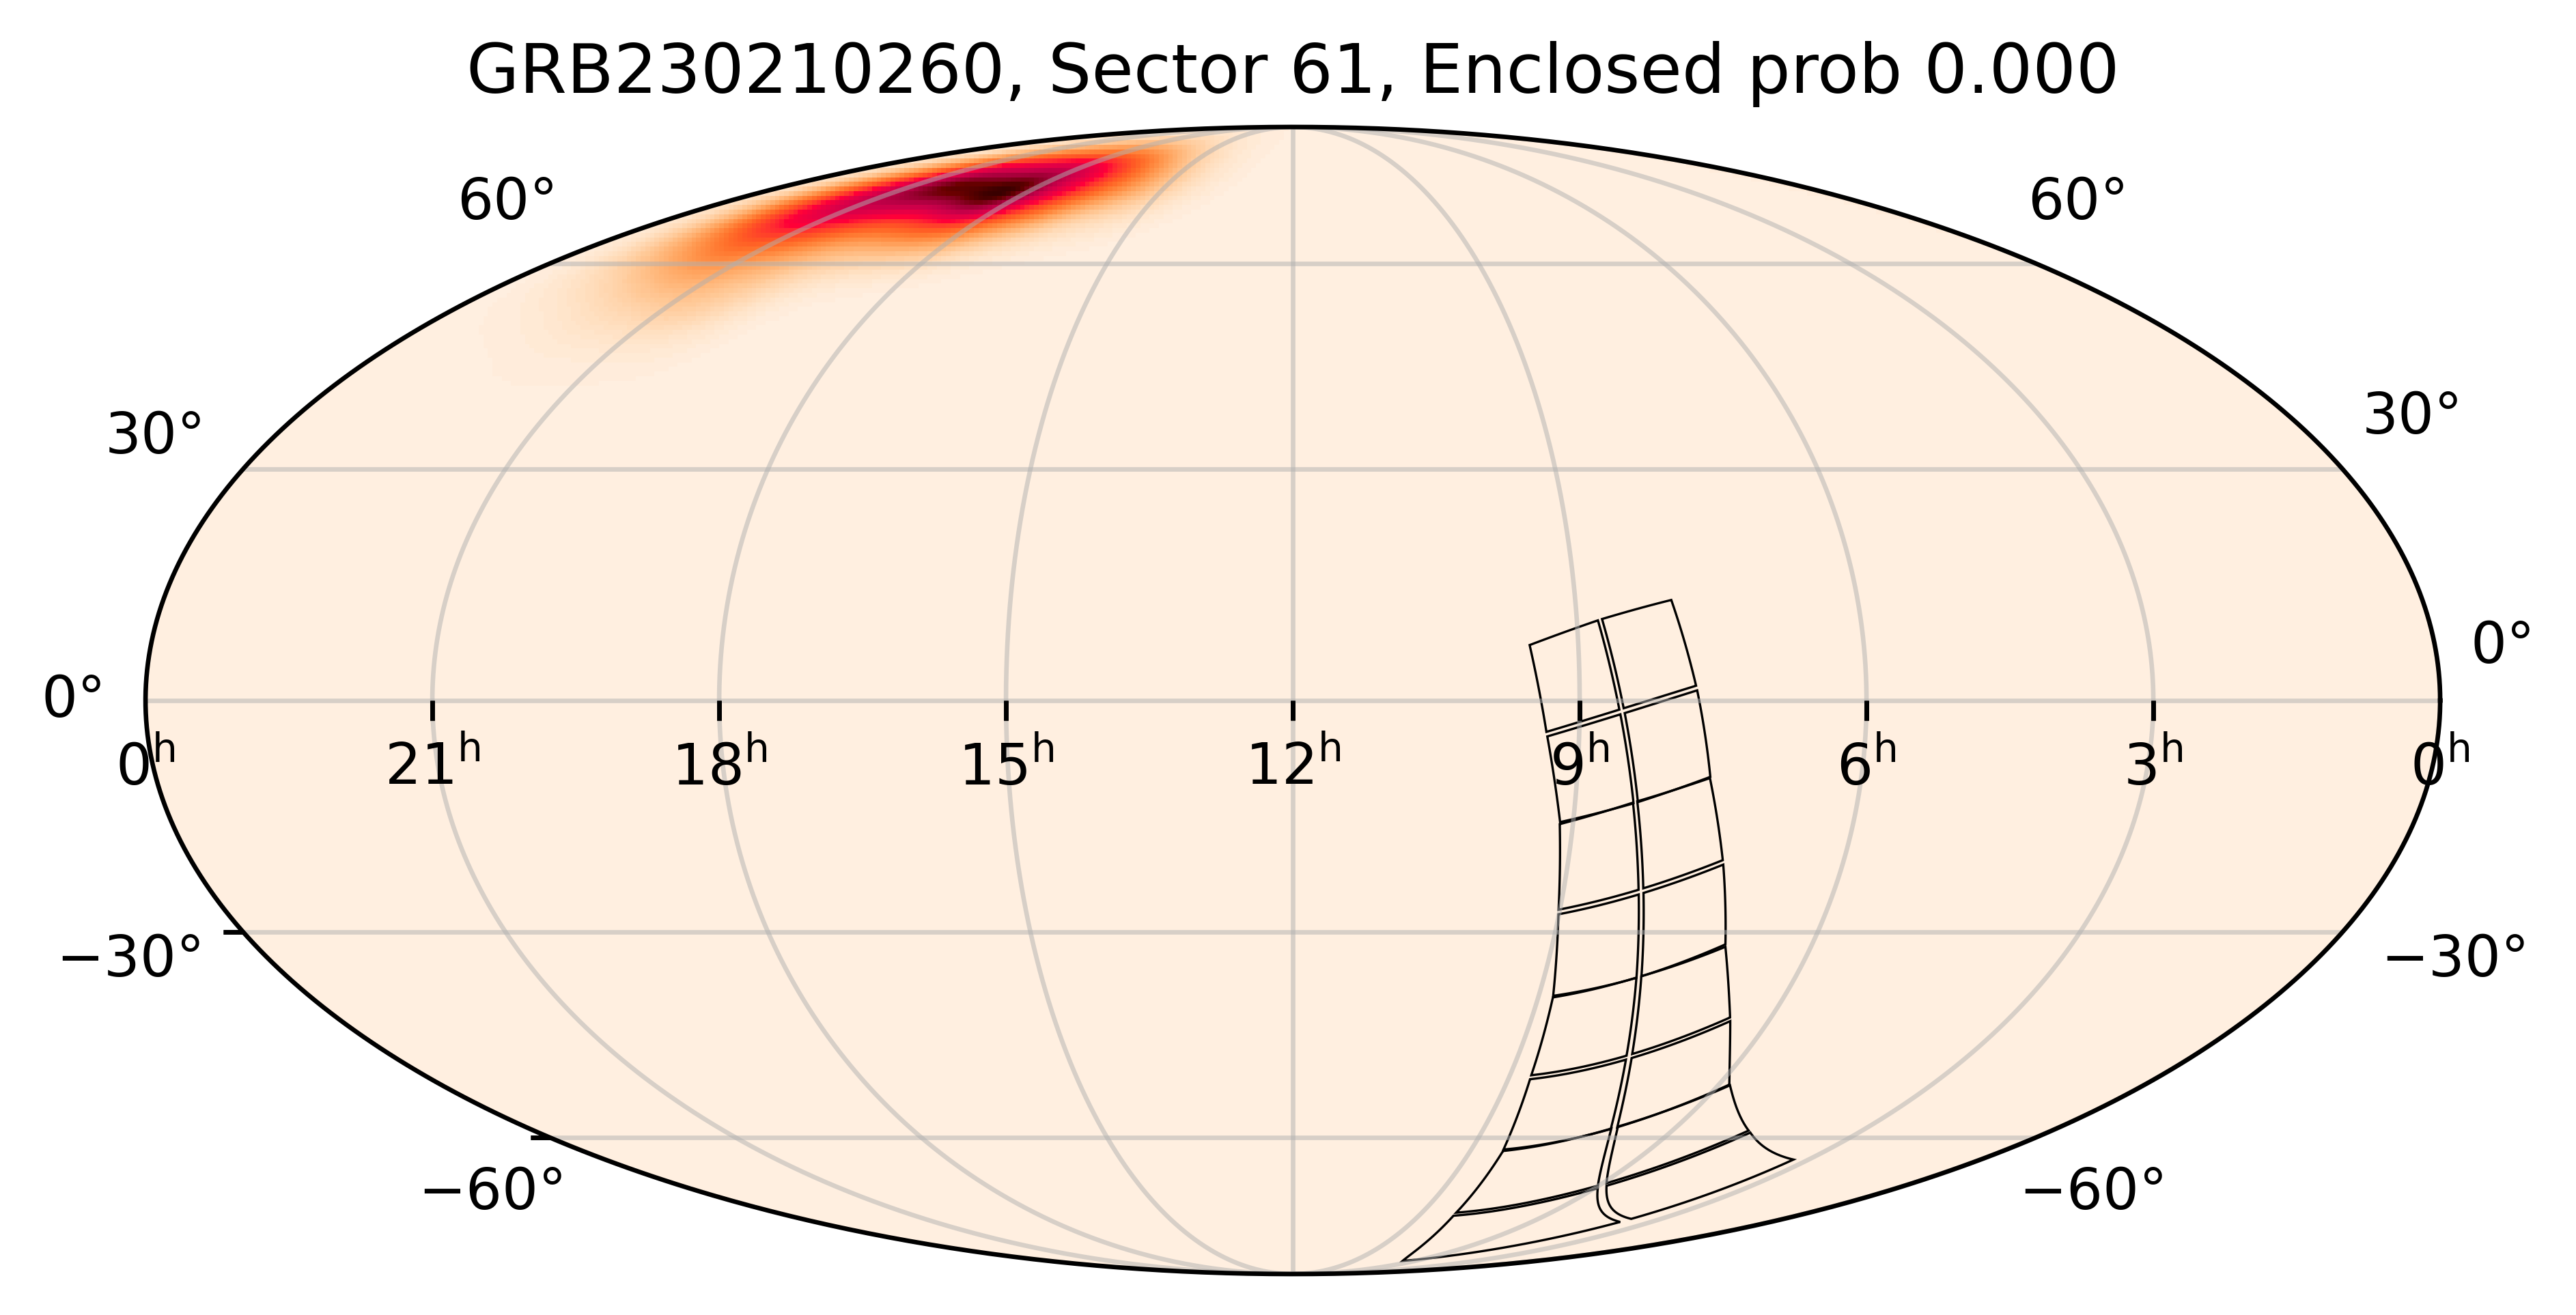 GRB230210260, Sector 61, Enclosed prob 0.000
60° 60°
30° 30°
0° 0°
0ʰ 21ʰ 18ʰ 15ʰ 12ʰ 9ʰ 6ʰ 3ʰ 0ʰ
−30° −30°
−60° −60°